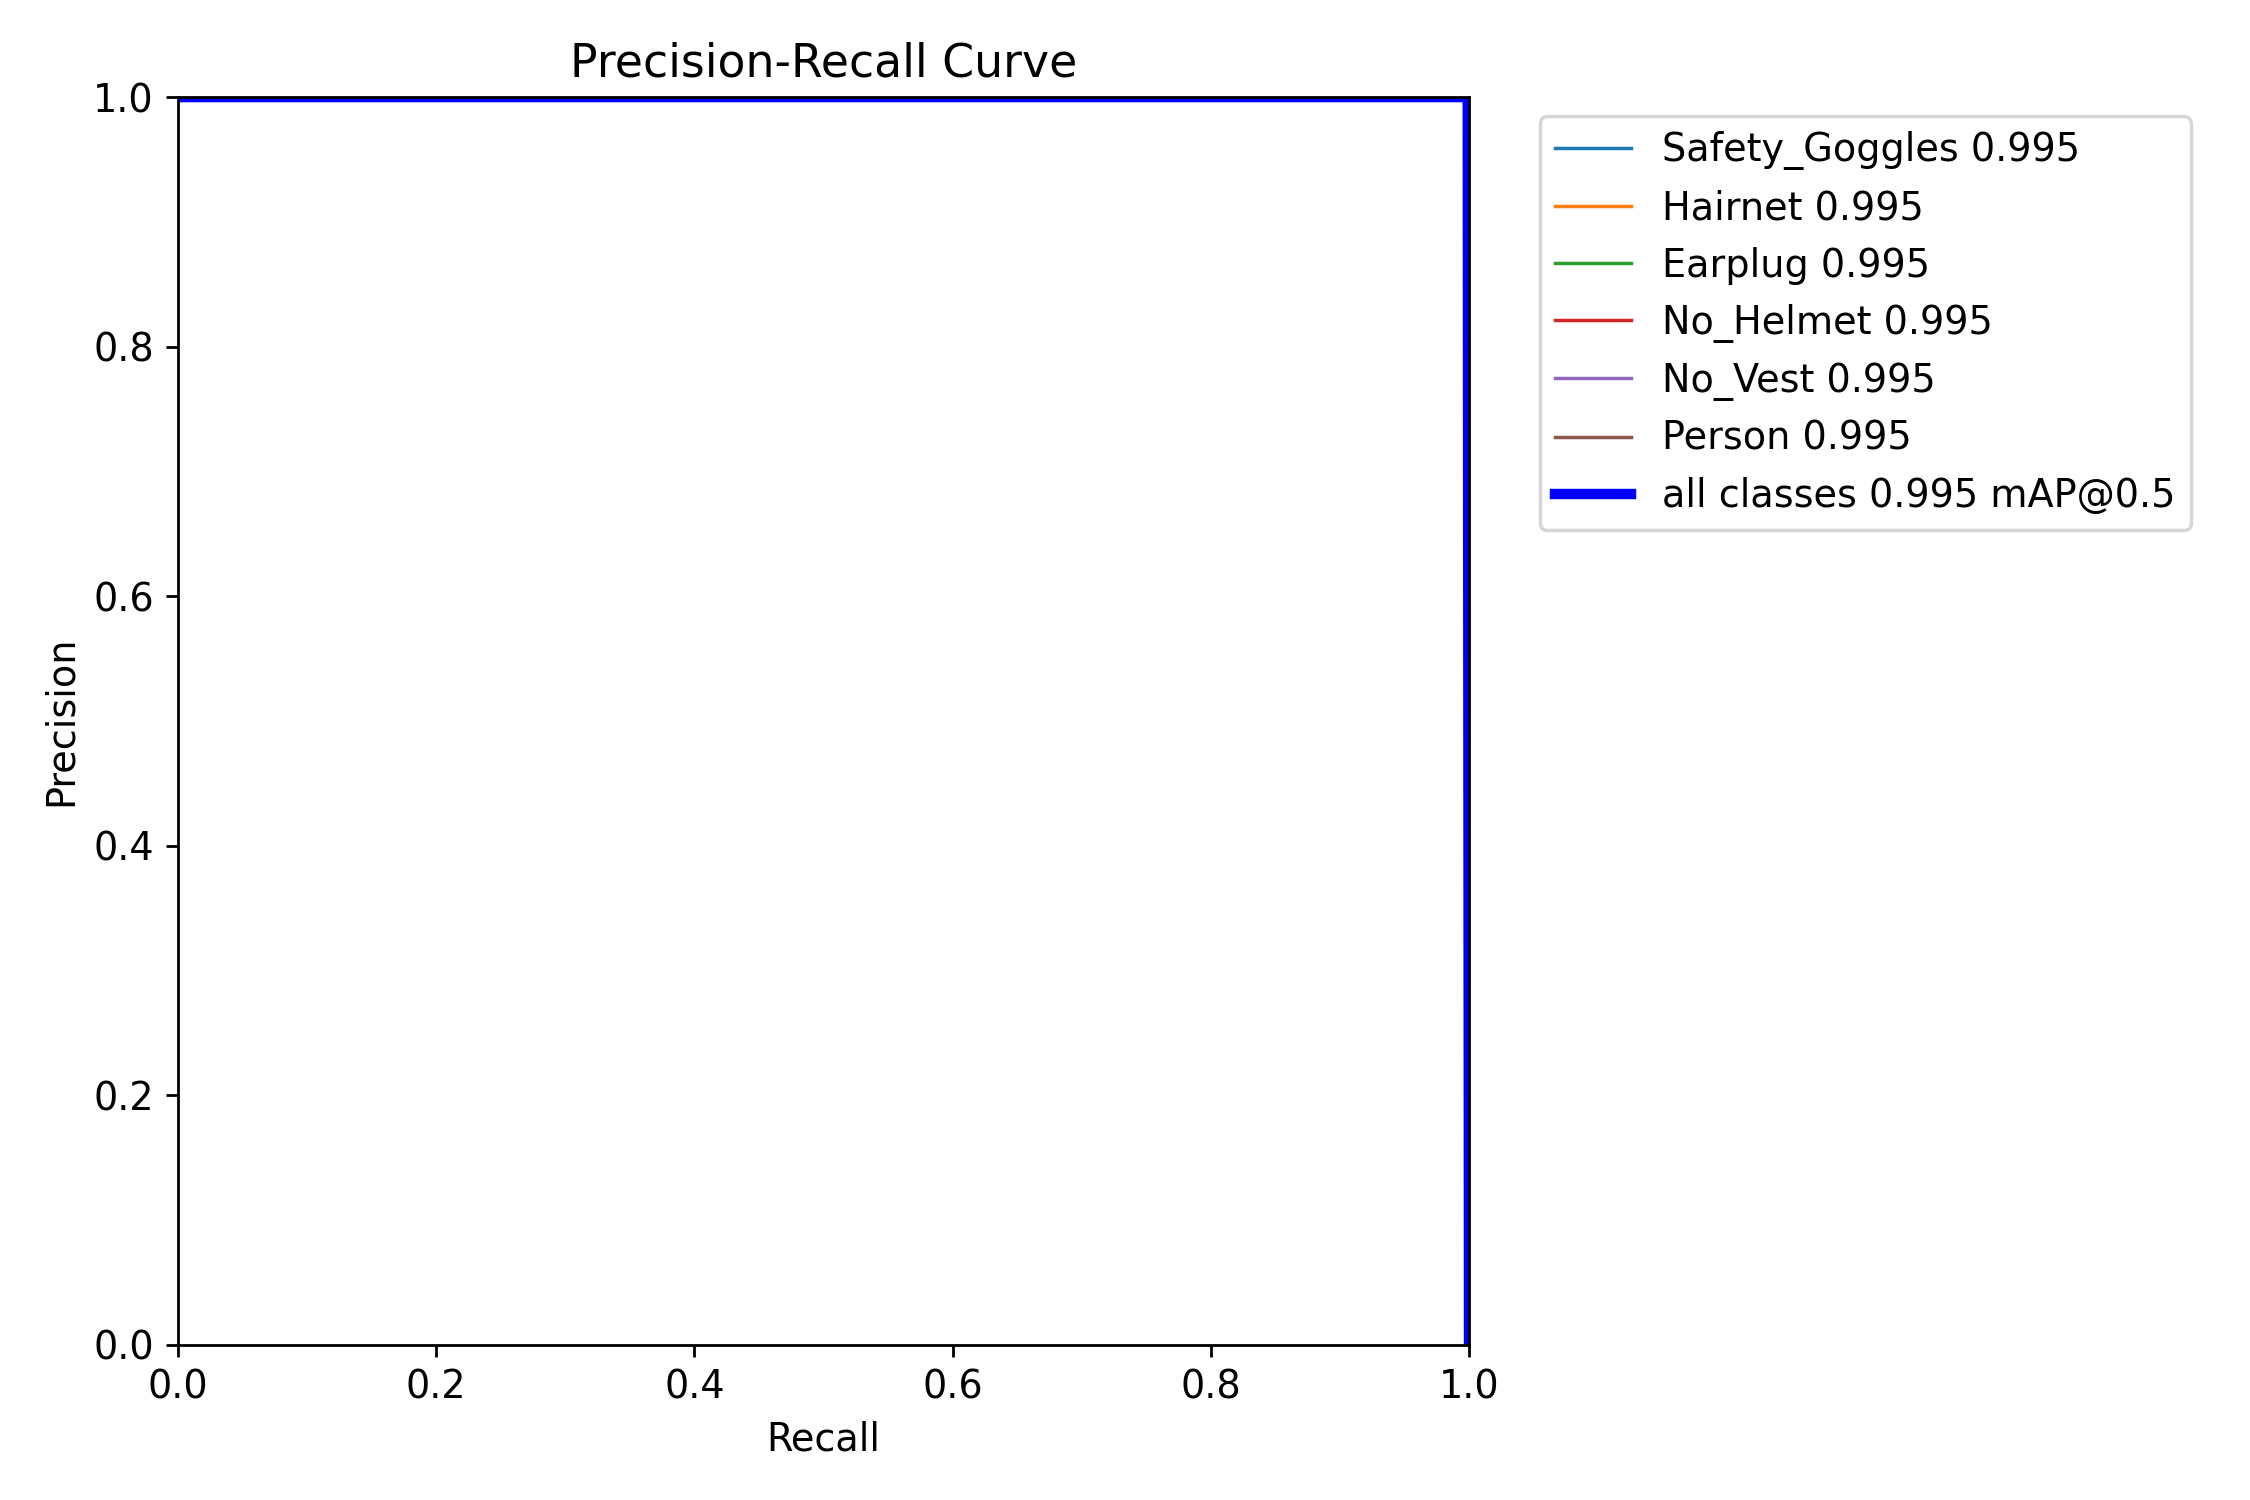 Precision-Recall Curve
1.0
0.8
0.6
0.4
0.2
0.0
Precision
0.0 0.2 0.4 0.6 0.8 1.0
Recall
Safety_Goggles 0.995
Hairnet 0.995
Earplug 0.995
No_Helmet 0.995
No_Vest 0.995
Person 0.995
all classes 0.995 mAP@0.5